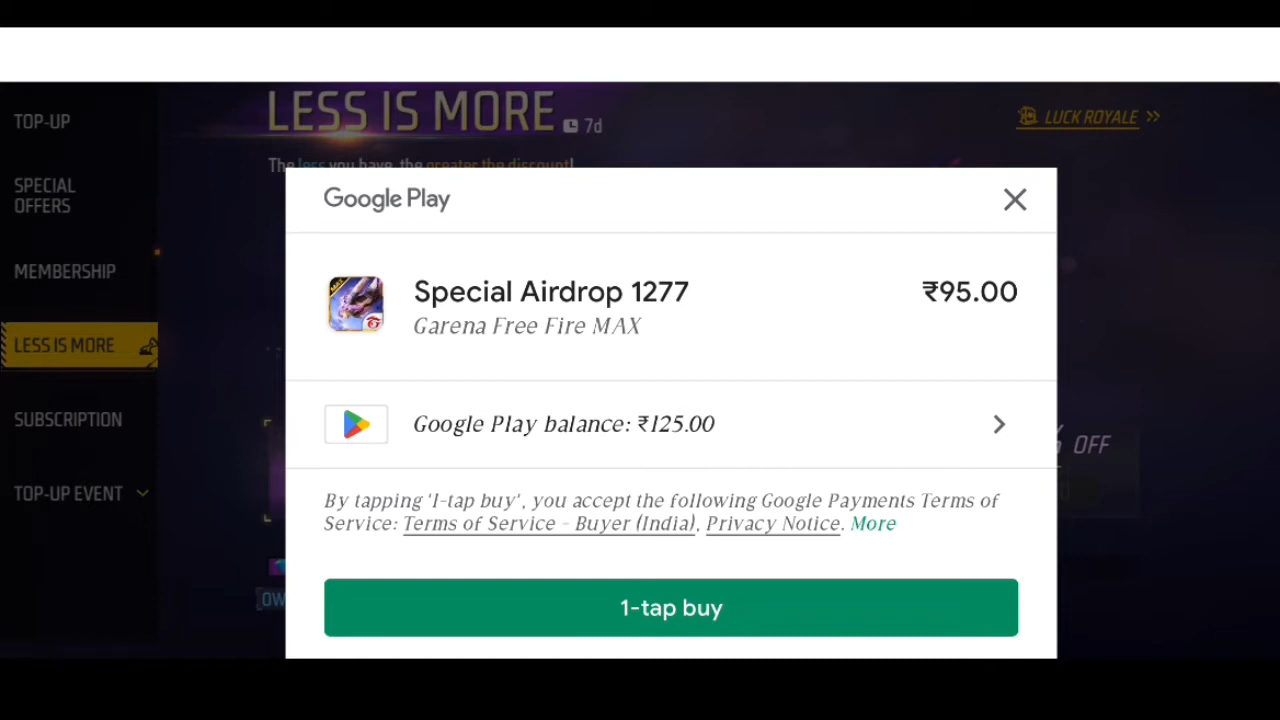 LESS IS MORE 7d
LUCK ROYALE
The less you have, the greater the discount!
TOP-UP
SPECIAL
OFFERS
MEMBERSHIP
LESS IS MORE
SUBSCRIPTION
TOP-UP EVENT
Google Play
MAX
Special Airdrop 1277
₹95.00
Garena Free Fire MAX
Google Play balance: ₹125.00
% OFF
By tapping '1-tap buy', you accept the following Google Payments Terms of
Service: Terms of Service - Buyer (India), Privacy Notice. More
1-tap buy